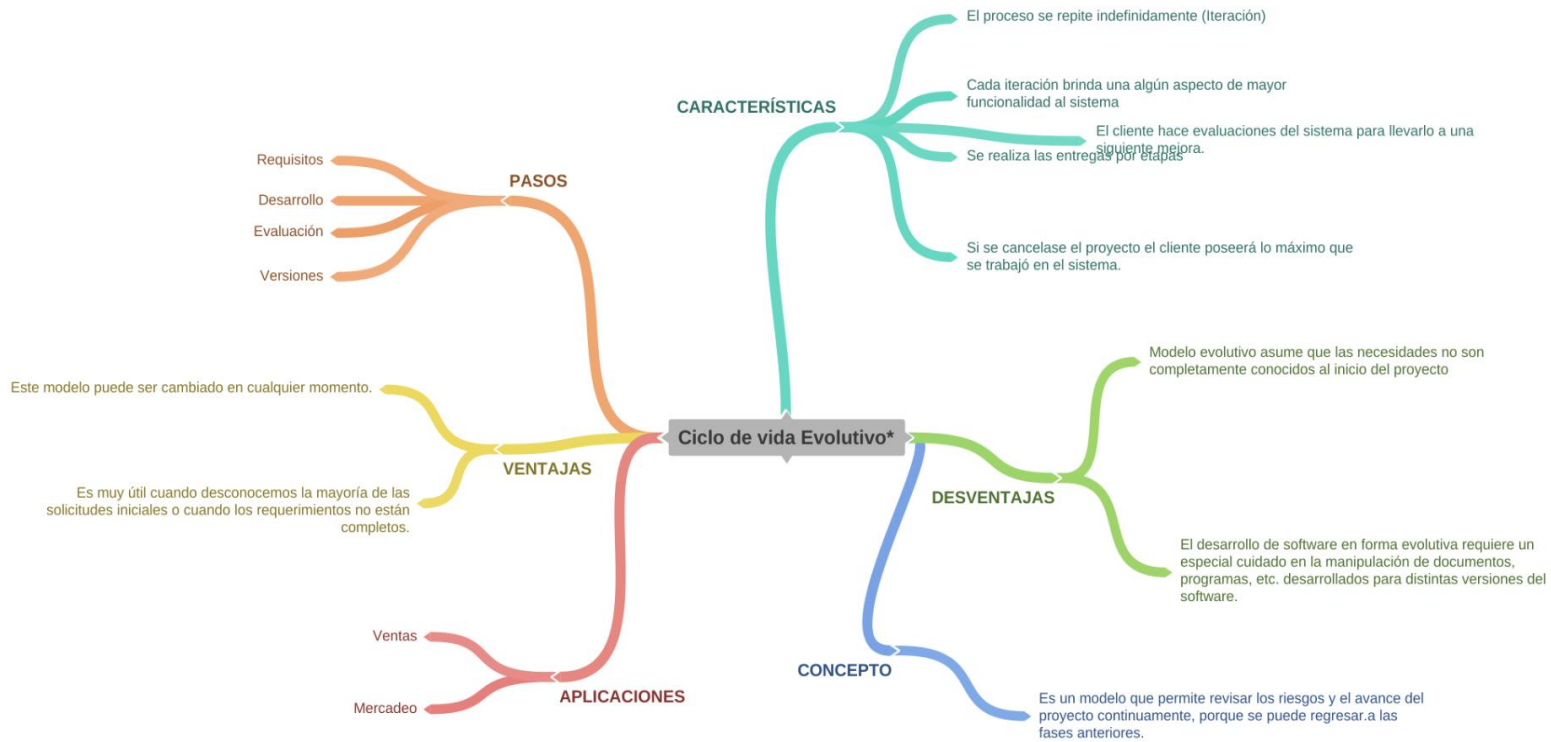 Ciclo de vida Evolutivo*
CARACTERÍSTICAS
El proceso se repite indefinidamente (Iteración)
Cada iteración brinda una algún aspecto de mayor
funcionalidad al sistema
El cliente hace evaluaciones del sistema para llevarlo a una
siguiente mejora.
Se realiza las entregas por etapas
Si se cancelase el proyecto el cliente poseerá lo máximo que
se trabajó en el sistema.
PASOS
Requisitos
Desarrollo
Evaluación
Versiones
VENTAJAS
Este modelo puede ser cambiado en cualquier momento.
Es muy útil cuando desconocemos la mayoría de las
solicitudes iniciales o cuando los requerimientos no están
completos.
DESVENTAJAS
Modelo evolutivo asume que las necesidades no son
completamente conocidos al inicio del proyecto
El desarrollo de software en forma evolutiva requiere un
especial cuidado en la manipulación de documentos,
programas, etc. desarrollados para distintas versiones del
software.
APLICACIONES
Ventas
Mercadeo
CONCEPTO
Es un modelo que permite revisar los riesgos y el avance del
proyecto continuamente, porque se puede regresar.a las
fases anteriores.